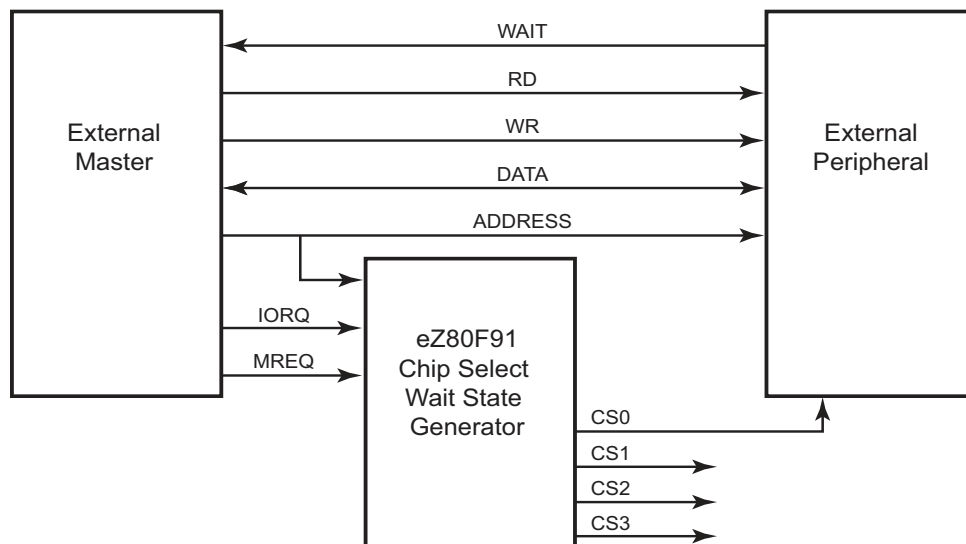 WAIT
RD
External
Master
WR
External
Peripheral
DATA
ADDRESS
IORQ
MREQ
eZ80F91
Chip Select
Wait State
Generator
CS0
CS1
CS2
CS3